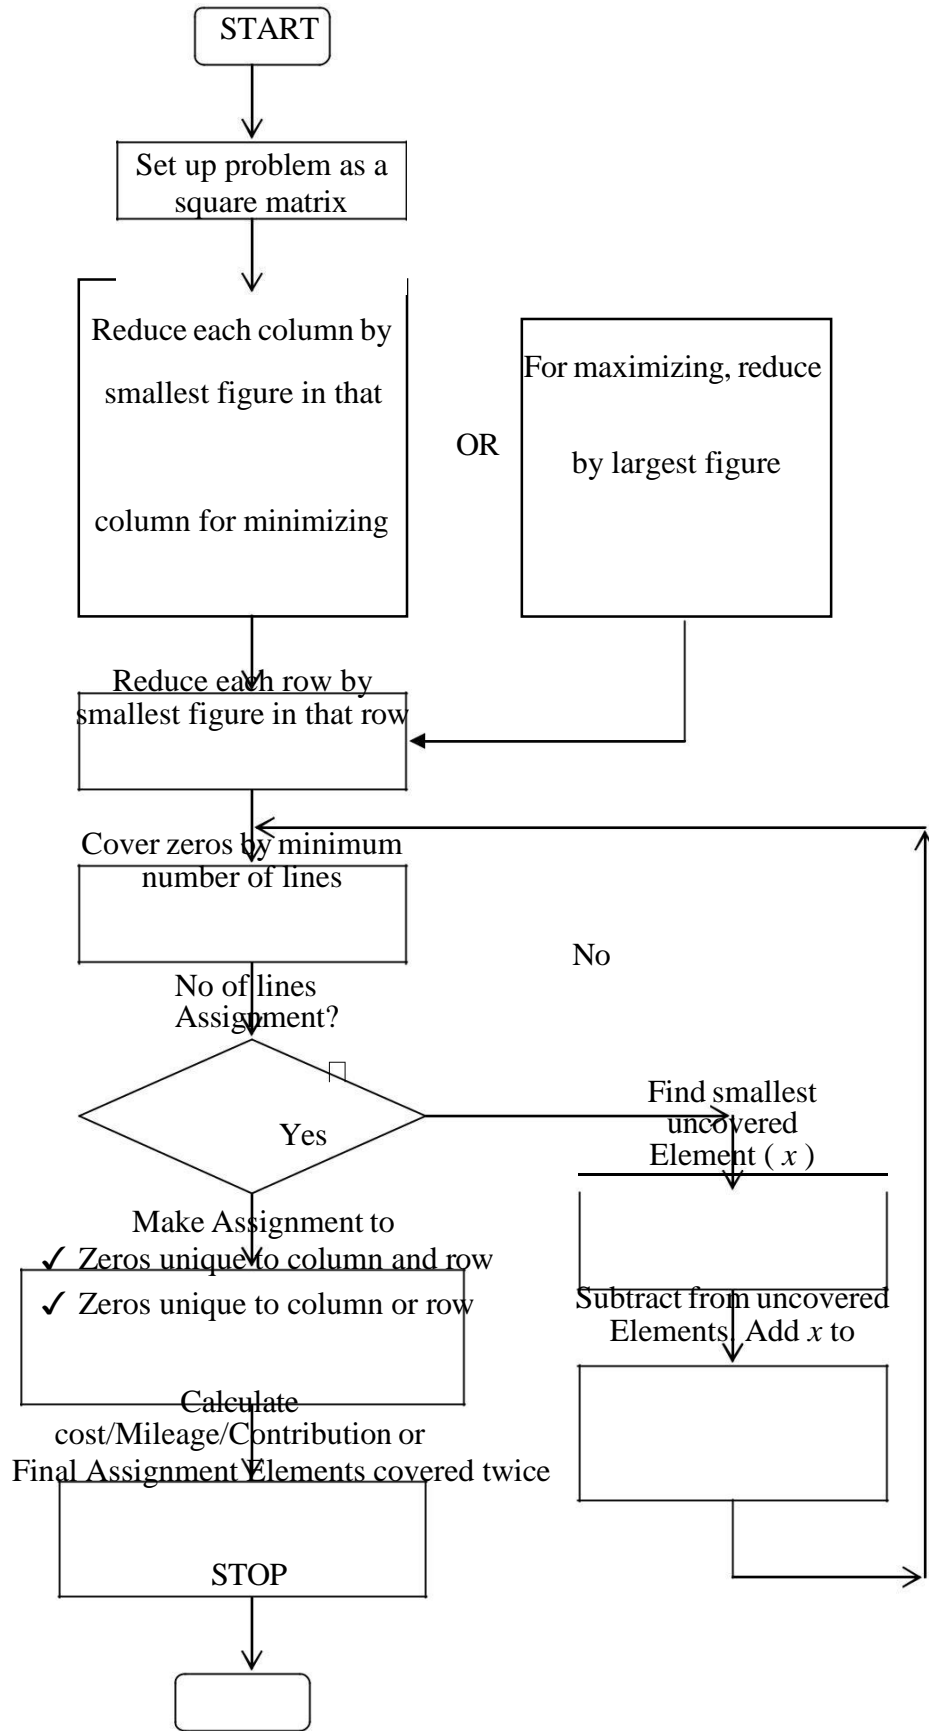 START
Set up problem as a
square matrix
Reduce each column by
smallest figure in that
column for minimizing
OR
For maximizing, reduce
by largest figure
Reduce each row by
smallest figure in that row
Cover zeros by minimum
number of lines
No
No of lines
Assignment?
Yes
Find smallest
uncovered
Element ( x )
Make Assignment to
✓ Zeros unique to column and row
✓ Zeros unique to column or row
Subtract from uncovered
Elements. Add x to
Calculate
cost/Mileage/Contribution or
Final Assignment Elements covered twice
STOP